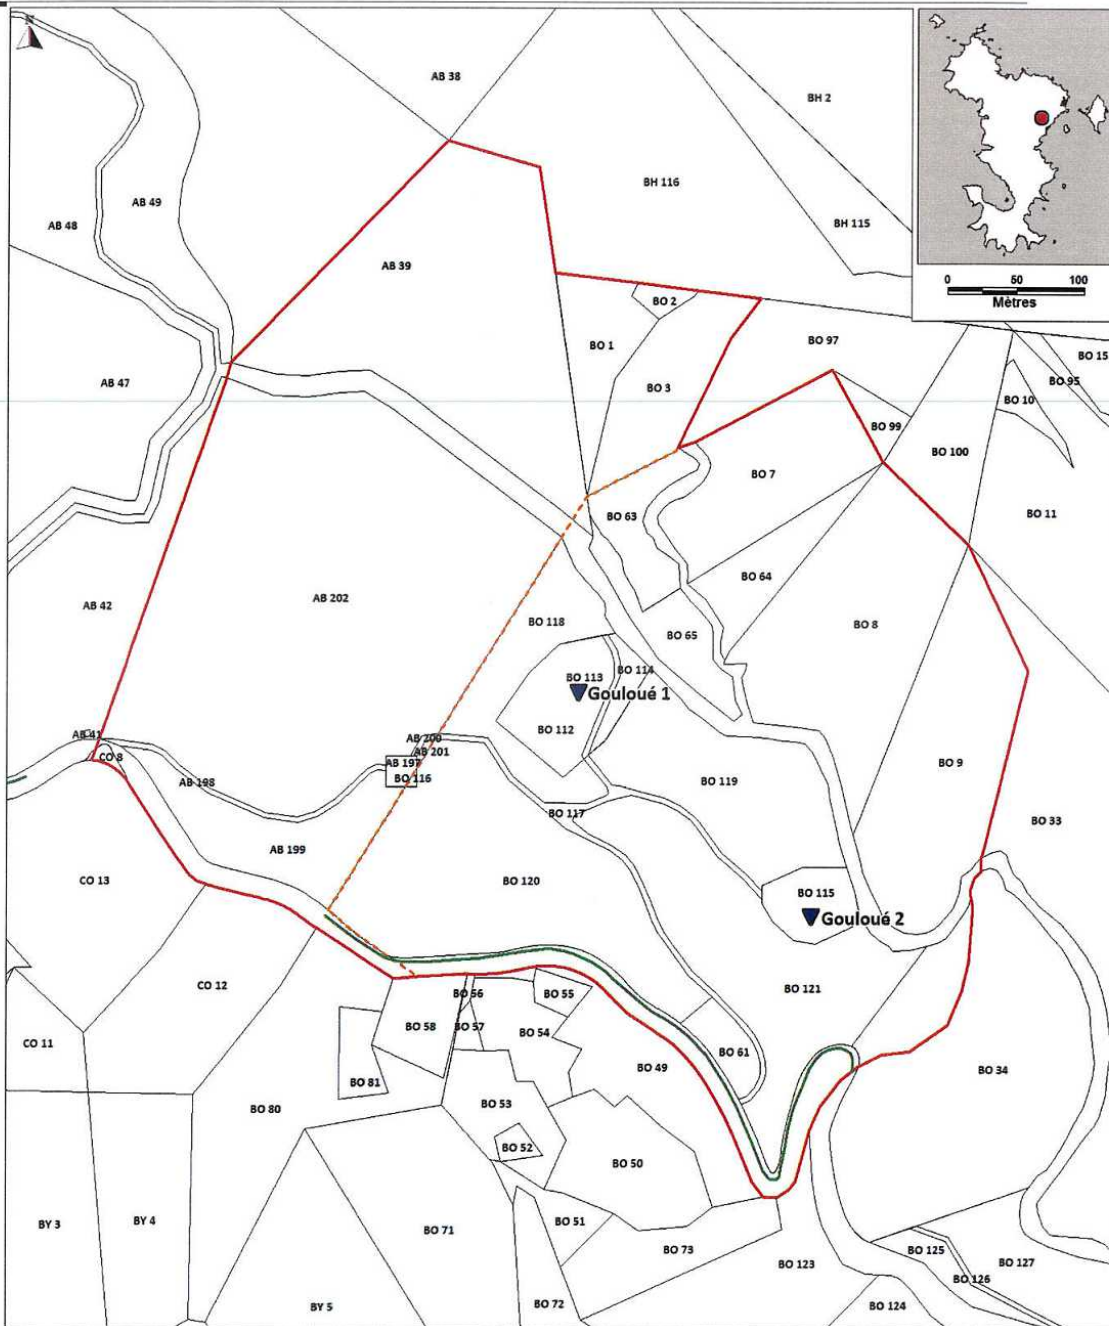 N
AB 38
BH 2
AB 49
AB 48
BH 116
BH 115
AB 39
0 50 100
Mètres
BO 2
BO 1
BO 97
BO 15
AB 47
BO 3
BO 95
BO 10
BO 99
BO 100
BO 7
BO 63
BO 11
BO 64
AB 202
AB 42
BO 118
BO 65
BO 8
BO 114
BO 113
Gouloué 1
BO 112
AB 41
AB 200
AB 201
CO 8
AB 197
BO 116
AB 198
BO 119
BO 9
BO 117
BO 33
AB 199
CO 13
BO 120
BO 115
Gouloué 2
CO 12
BO 56
BO 55
BO 121
BO 58
BO 57
BO 54
CO 11
BO 61
BO 49
BO 34
BO 81
BO 80
BO 53
BO 52
BO 50
BY 3
BY 4
BO 71
BO 51
BO 73
BO 125
BO 127
BO 123
BO 126
BY 5
BO 72
BO 124